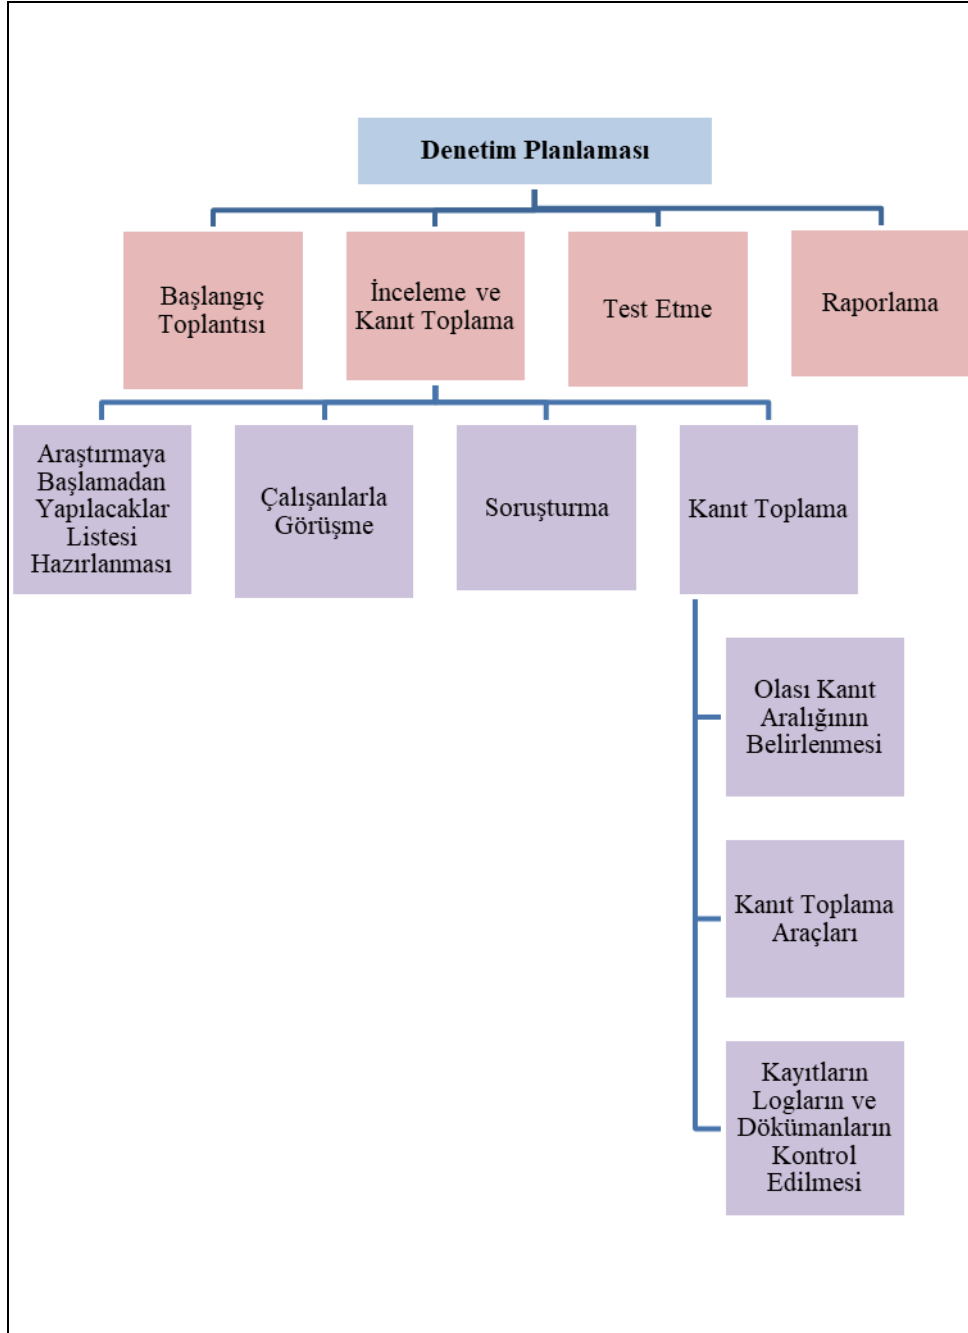 Denetim Planlaması
Başlangıç
Toplantısı
İnceleme ve
Kanıt Toplama
Test Etme
Raporlama
Araştırmaya
Başlamadan
Yapılacaklar
Listesi
Hazırlanması
Çalışanlarla
Görüşme
Soruşturma
Kanıt Toplama
Olası Kanıt
Aralığının
Belirlenmesi
Kanıt Toplama
Araçları
Kayıtların
Logların ve
Dökümanların
Kontrol
Edilmesi